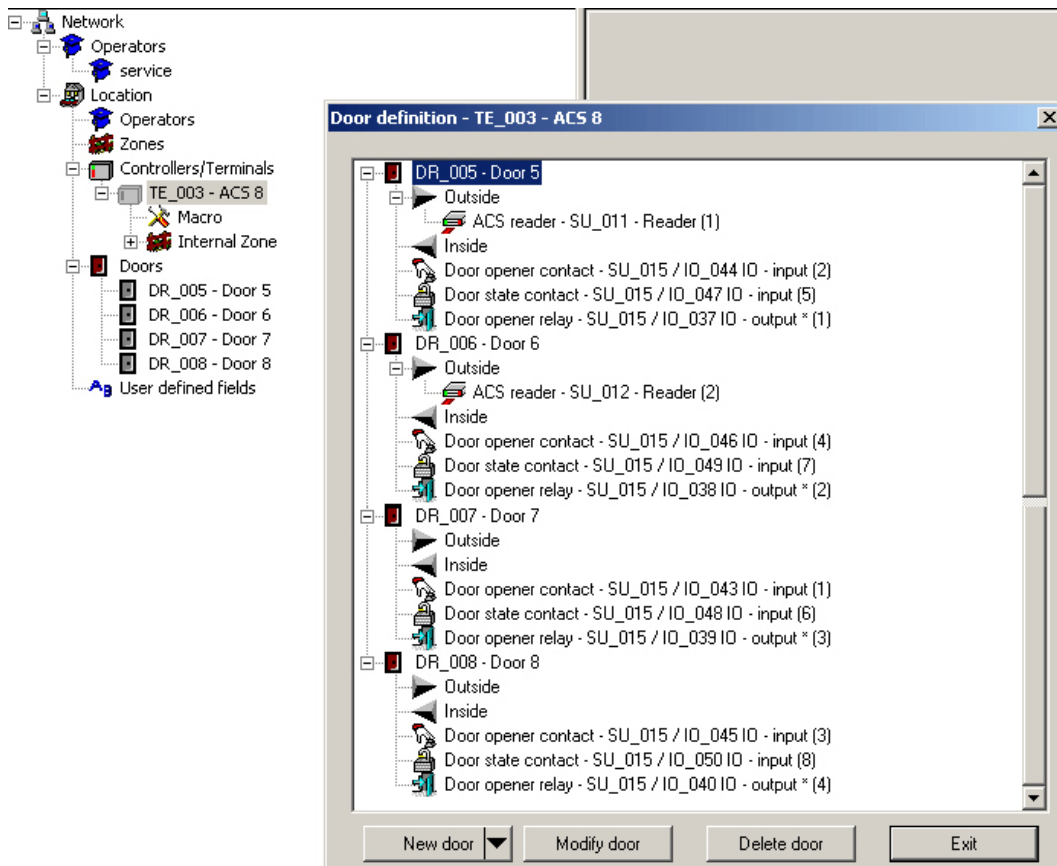 Network
Operators
service
Location
Operators
Zones
Controllers/Terminals
TE_003 - ACS 8
Macro
Internal Zone
Doors
DR_005 - Door 5
DR_006 - Door 6
DR_007 - Door 7
DR_008 - Door 8
User defined fields
Door definition - TE_003 - ACS 8
DR_005 - Door 5
Outside
ACS reader - SU_011 - Reader (1)
Inside
Door opener contact - SU_015 / IO_044 IO - input (2)
Door state contact - SU_015 / IO_047 IO - input (5)
Door opener relay - SU_015 / IO_037 IO - output * (1)
DR_006 - Door 6
Outside
ACS reader - SU_012 - Reader (2)
Inside
Door opener contact - SU_015 / IO_046 IO - input (4)
Door state contact - SU_015 / IO_049 IO - input (7)
Door opener relay - SU_015 / IO_038 IO - output * (2)
DR_007 - Door 7
Outside
Inside
Door opener contact - SU_015 / IO_043 IO - input (1)
Door state contact - SU_015 / IO_048 IO - input (6)
Door opener relay - SU_015 / IO_039 IO - output * (3)
DR_008 - Door 8
Outside
Inside
Door opener contact - SU_015 / IO_045 IO - input (3)
Door state contact - SU_015 / IO_050 IO - input (8)
Door opener relay - SU_015 / IO_040 IO - output * (4)
New door
Modify door
Delete door
Exit